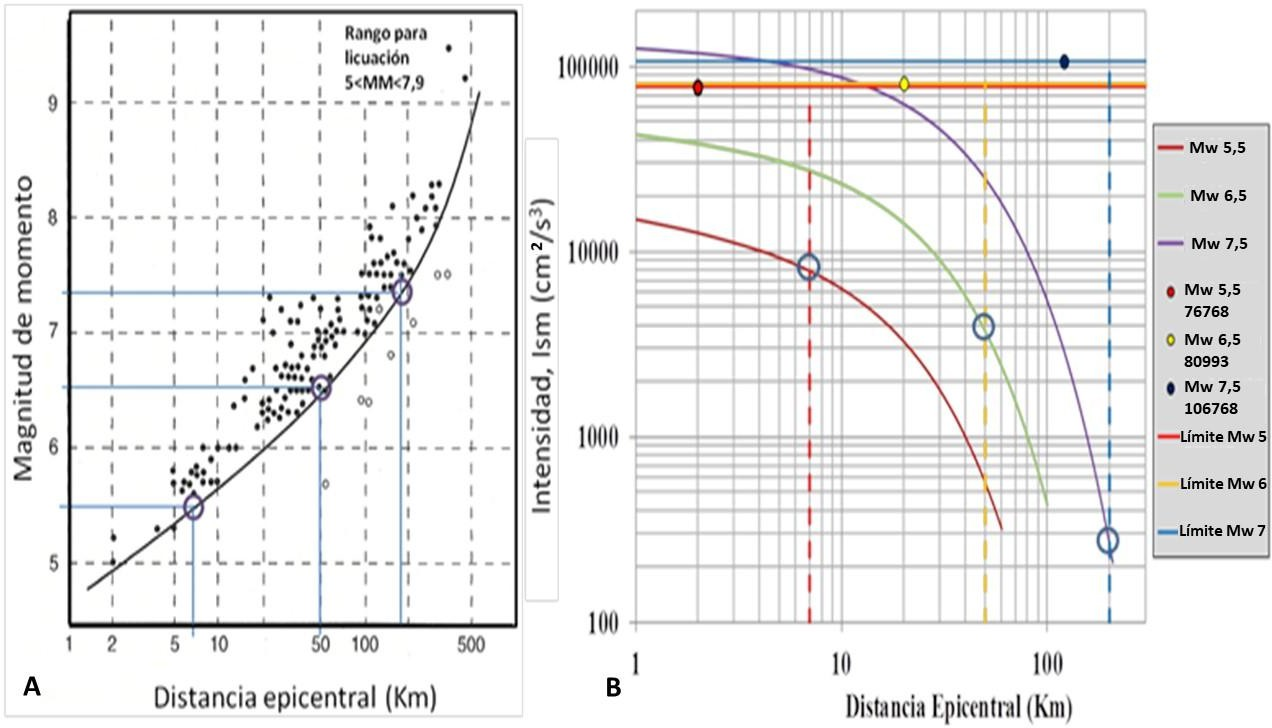 Rango para
licuación
5<MM<7,9
Magnitud de momento
9
8
7
6
5
1 2 5 10 50 100 500
Distancia epicentral (Km)
A
Intensidad, Ism (cm²/s³)
100000
10000
1000
100
1 10 100
Distancia Epicentral (Km)
B
Mw 5,5
Mw 6,5
Mw 7,5
Mw 5,5
76768
Mw 6,5
80993
Mw 7,5
106768
Límite Mw 5
Límite Mw 6
Límite Mw 7